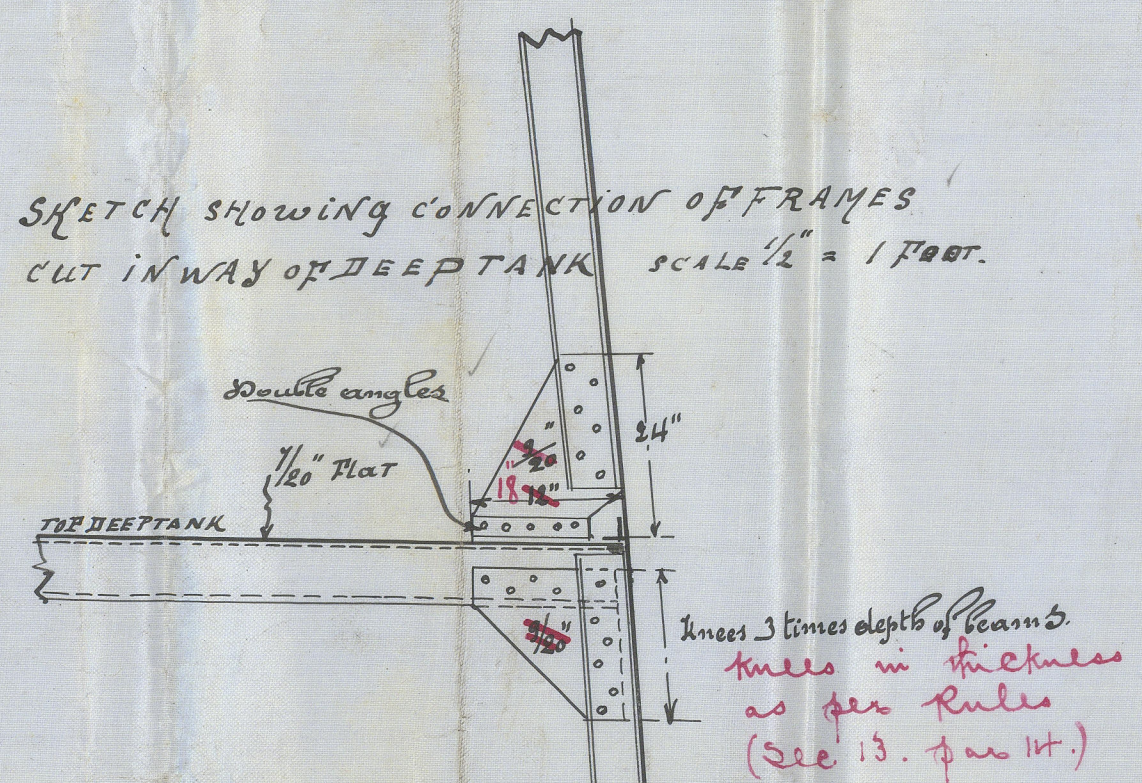 SKETCH SHOWING CONNECTION OF FRAMES
CUT IN WAY OF DEEP TANK SCALE 1/2" = 1 FOOT.
Double angles
7/20" Flat
24"
9/20"
18" 12"
TOP DEEP TANK
9/20"
Knees 3 times depth of beams.
Knees in thickness
as per Rules
(Sec 13. par 14.)